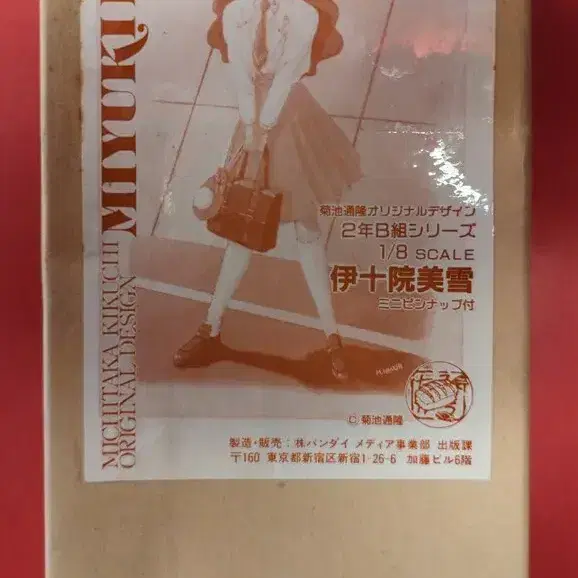 MIYUKI
MICHITAKA KIKUCHI
ORIGINAL DESIGN
菊池通隆オリジナルデザイン
2年B組シリーズ
1/8 SCALE
伊十院美雪
ミニピンナップ付
© 菊池通隆
製造・販売：㈱バンダイ メディア事業部 出版課
〒160 東京都新宿区新宿1-26-6 加藤ビル6階